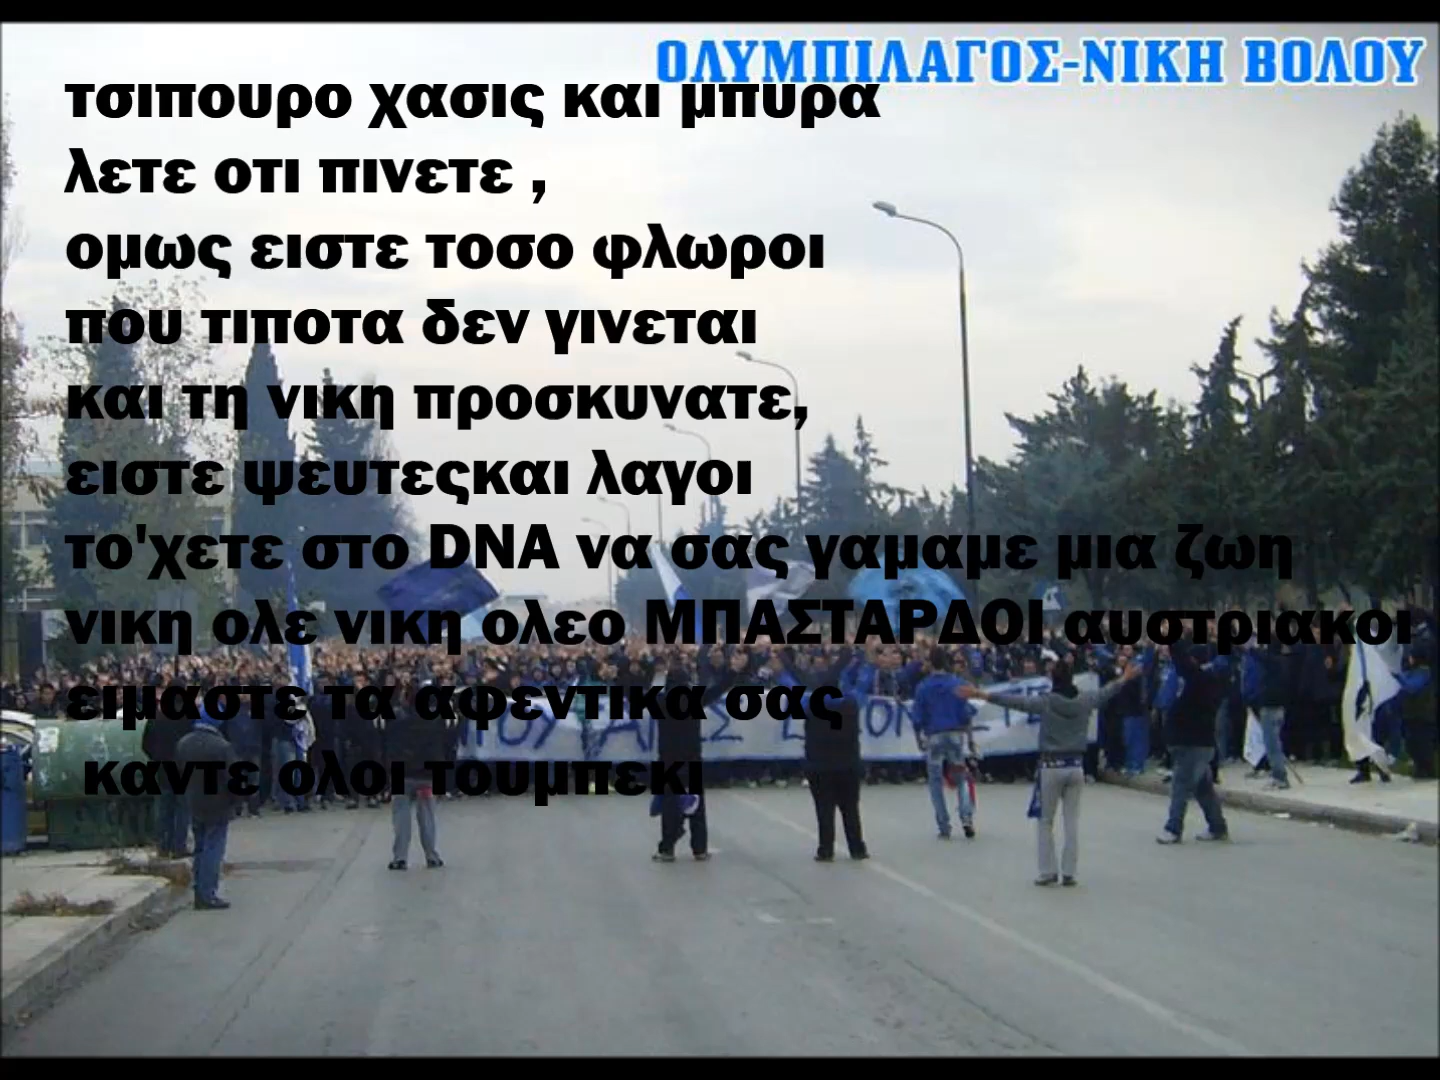 ΟΛΥΜΠΙΛΑΓΟΣ-ΝΙΚΗ ΒΟΛΟΥ
τσιπουρο χασις και μπυρα
λετε οτι πινετε ,
ομως ειστε τοσο φλωροι
που τιποτα δεν γινεται
και τη νικη προσκυνατε,
ειστε ψευτεςκαι λαγοι
το'χετε στο DNA να σας γαμαμε μια ζωη
νικη ολε νικη ολεο ΜΠΑΣΤΑΡΔΟΙ αυστριακοι
ειμαστε τα αφεντικα σας
καντε ολοι τουμπεκι